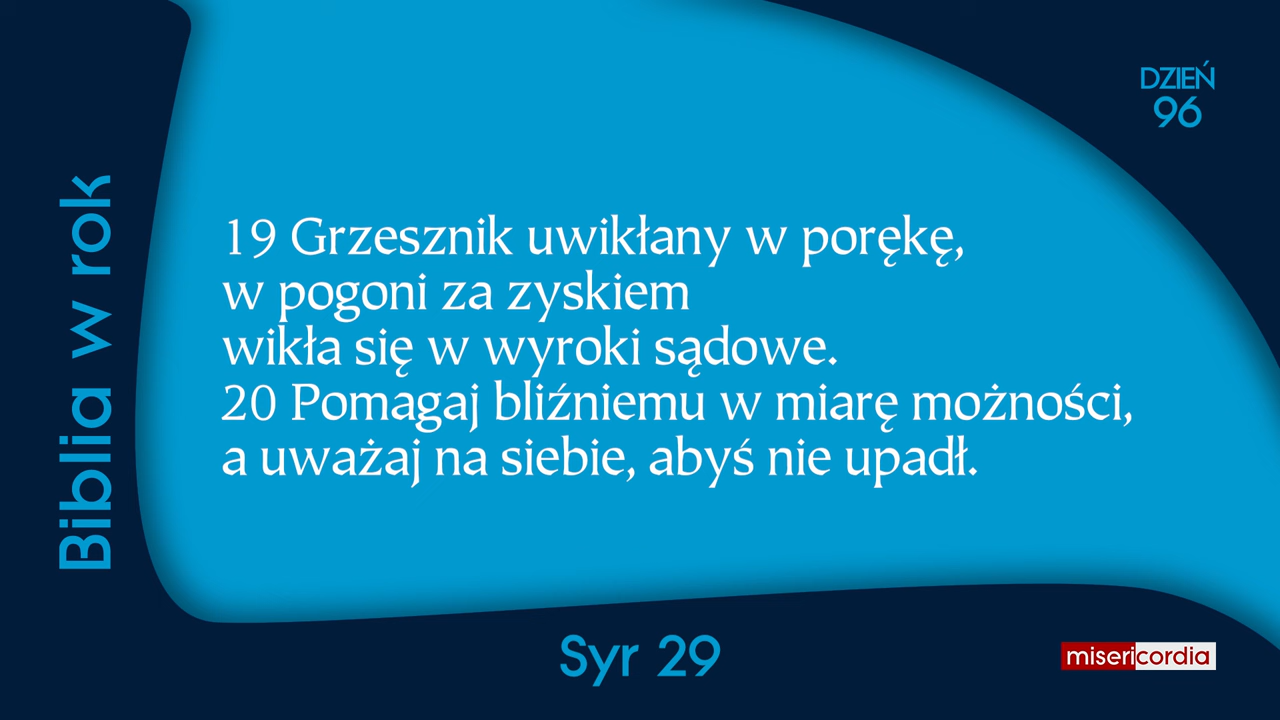 DZIEŃ
96
Biblia w rok
19 Grzesznik uwikłany w porękę,
w pogoni za zyskiem
wikła się w wyroki sądowe.
20 Pomagaj bliźniemu w miarę możności,
a uważaj na siebie, abyś nie upadł.
Syr 29
misericordia